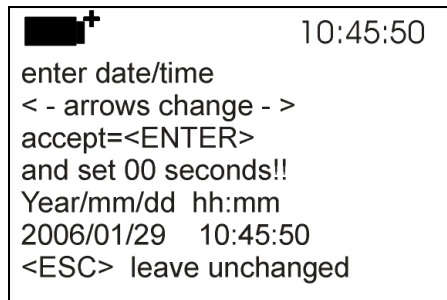 10:45:50
enter date/time
< - arrows change - >
accept=<ENTER>
and set 00 seconds!!
Year/mm/dd hh:mm
2006/01/29 10:45:50
<ESC> leave unchanged